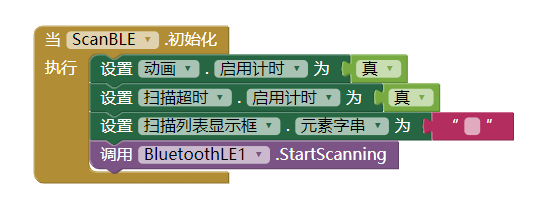 当 ScanBLE .初始化
执行 设置 动画 . 启用计时 为 真
设置 扫描超时 . 启用计时 为 真
设置 扫描列表显示框 . 元素字串 为 “ ”
调用 BluetoothLE1 .StartScanning